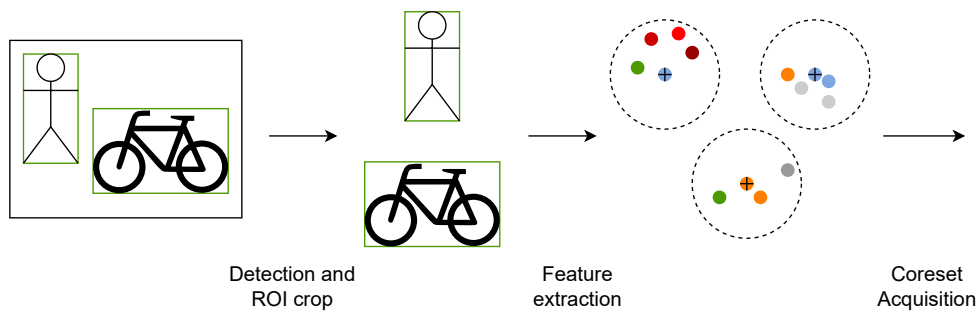 Detection and
ROI crop
Feature
extraction
Coreset
Acquisition